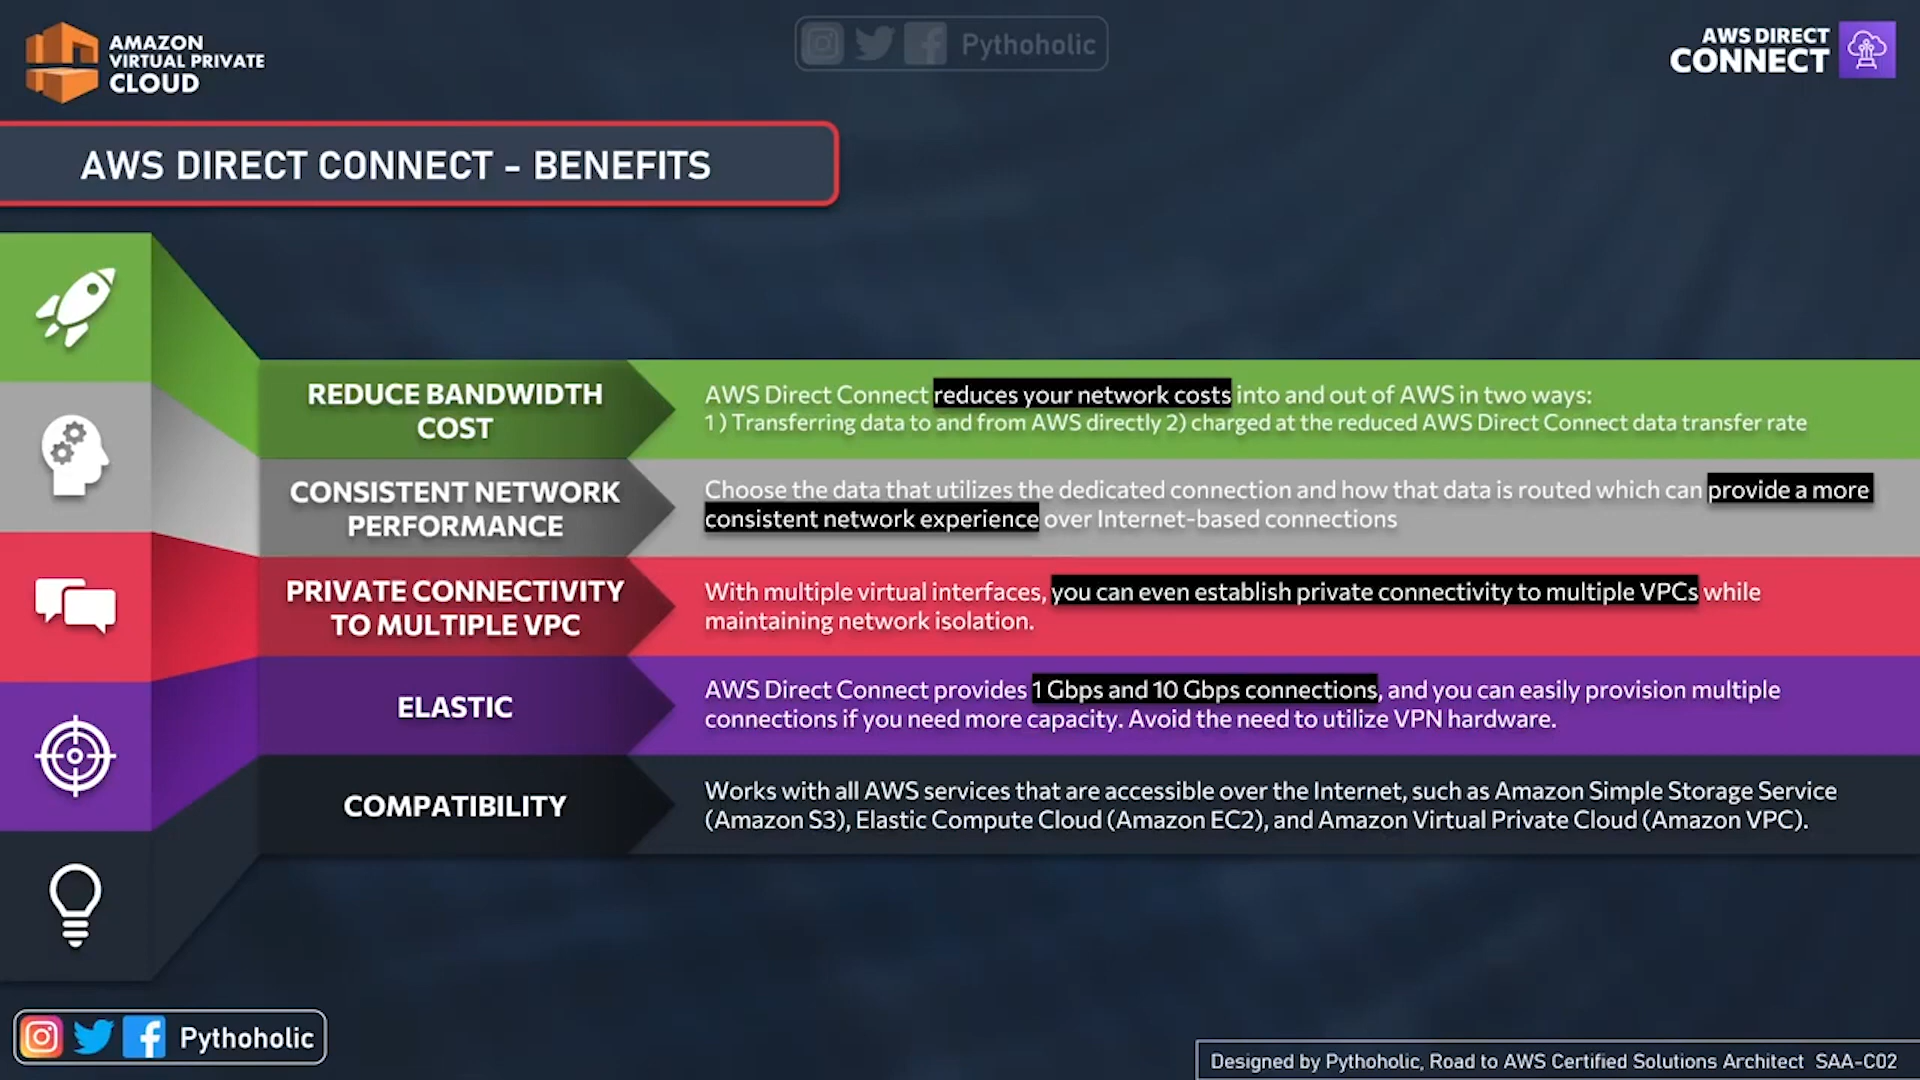 AMAZON
VIRTUAL PRIVATE
CLOUD
Pythoholic
AWS DIRECT
CONNECT
AWS DIRECT CONNECT - BENEFITS
REDUCE BANDWIDTH
COST
AWS Direct Connect reduces your network costs into and out of AWS in two ways:
1 ) Transferring data to and from AWS directly 2) charged at the reduced AWS Direct Connect data transfer rate
CONSISTENT NETWORK
PERFORMANCE
Choose the data that utilizes the dedicated connection and how that data is routed which can provide a more
consistent network experience over Internet-based connections
PRIVATE CONNECTIVITY
TO MULTIPLE VPC
With multiple virtual interfaces, you can even establish private connectivity to multiple VPCs while
maintaining network isolation.
ELASTIC
AWS Direct Connect provides 1 Gbps and 10 Gbps connections, and you can easily provision multiple
connections if you need more capacity. Avoid the need to utilize VPN hardware.
COMPATIBILITY
Works with all AWS services that are accessible over the Internet, such as Amazon Simple Storage Service
(Amazon S3), Elastic Compute Cloud (Amazon EC2), and Amazon Virtual Private Cloud (Amazon VPC).
Pythoholic
Designed by Pythoholic, Road to AWS Certified Solutions Architect SAA-C02